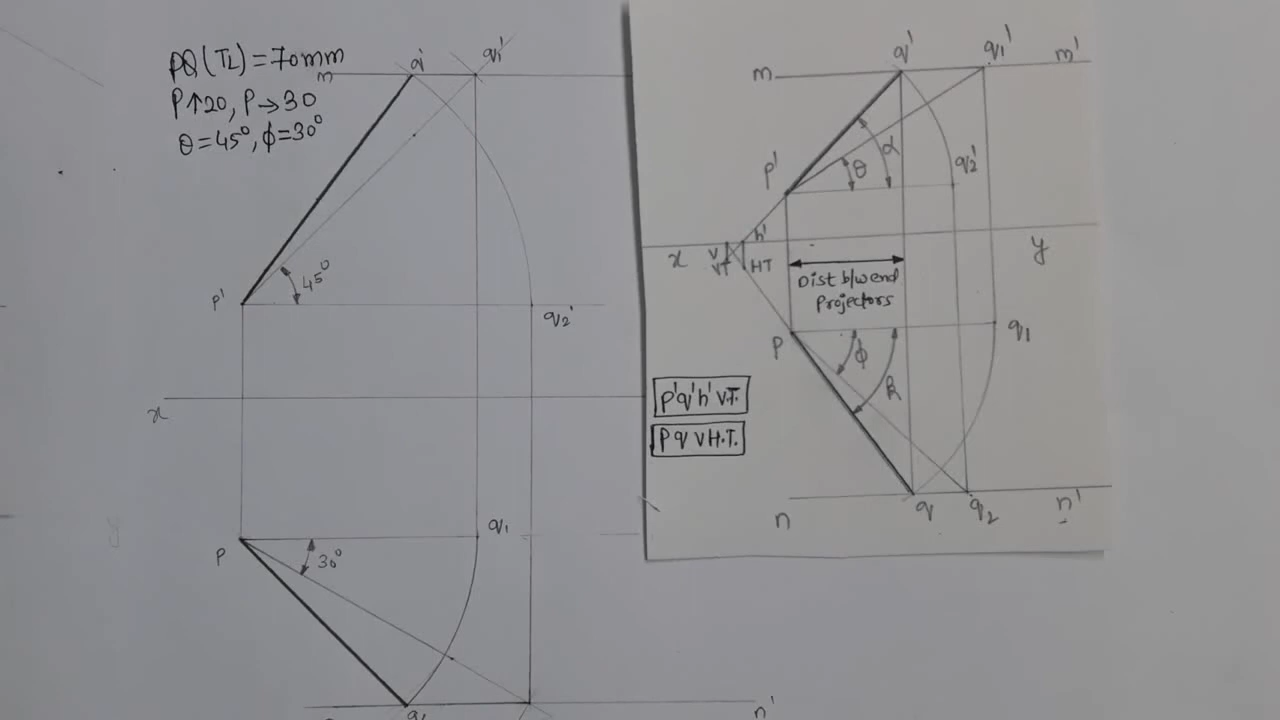 PQ(TL)=70mm
P↑20, P→30
θ=45°, ϕ=30°
m
q'
q1'
p'
45°
q2'
x
y
p
30°
q1
q
n'
m
q'
q1'
m'
p'
θ
α
q2'
x
V
VT
h'
HT
y
Dist b/w end
Projectors
p
ϕ
β
q1
p'q'h' V.T.
p q v H.T.
n
q
q2
n'